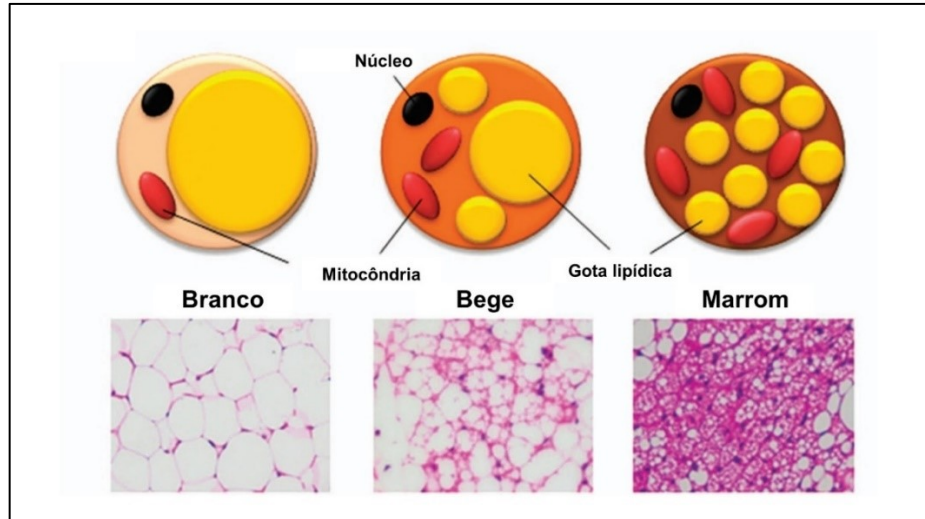 Núcleo
Mitocôndria
Gota lipídica
Branco
Bege
Marrom